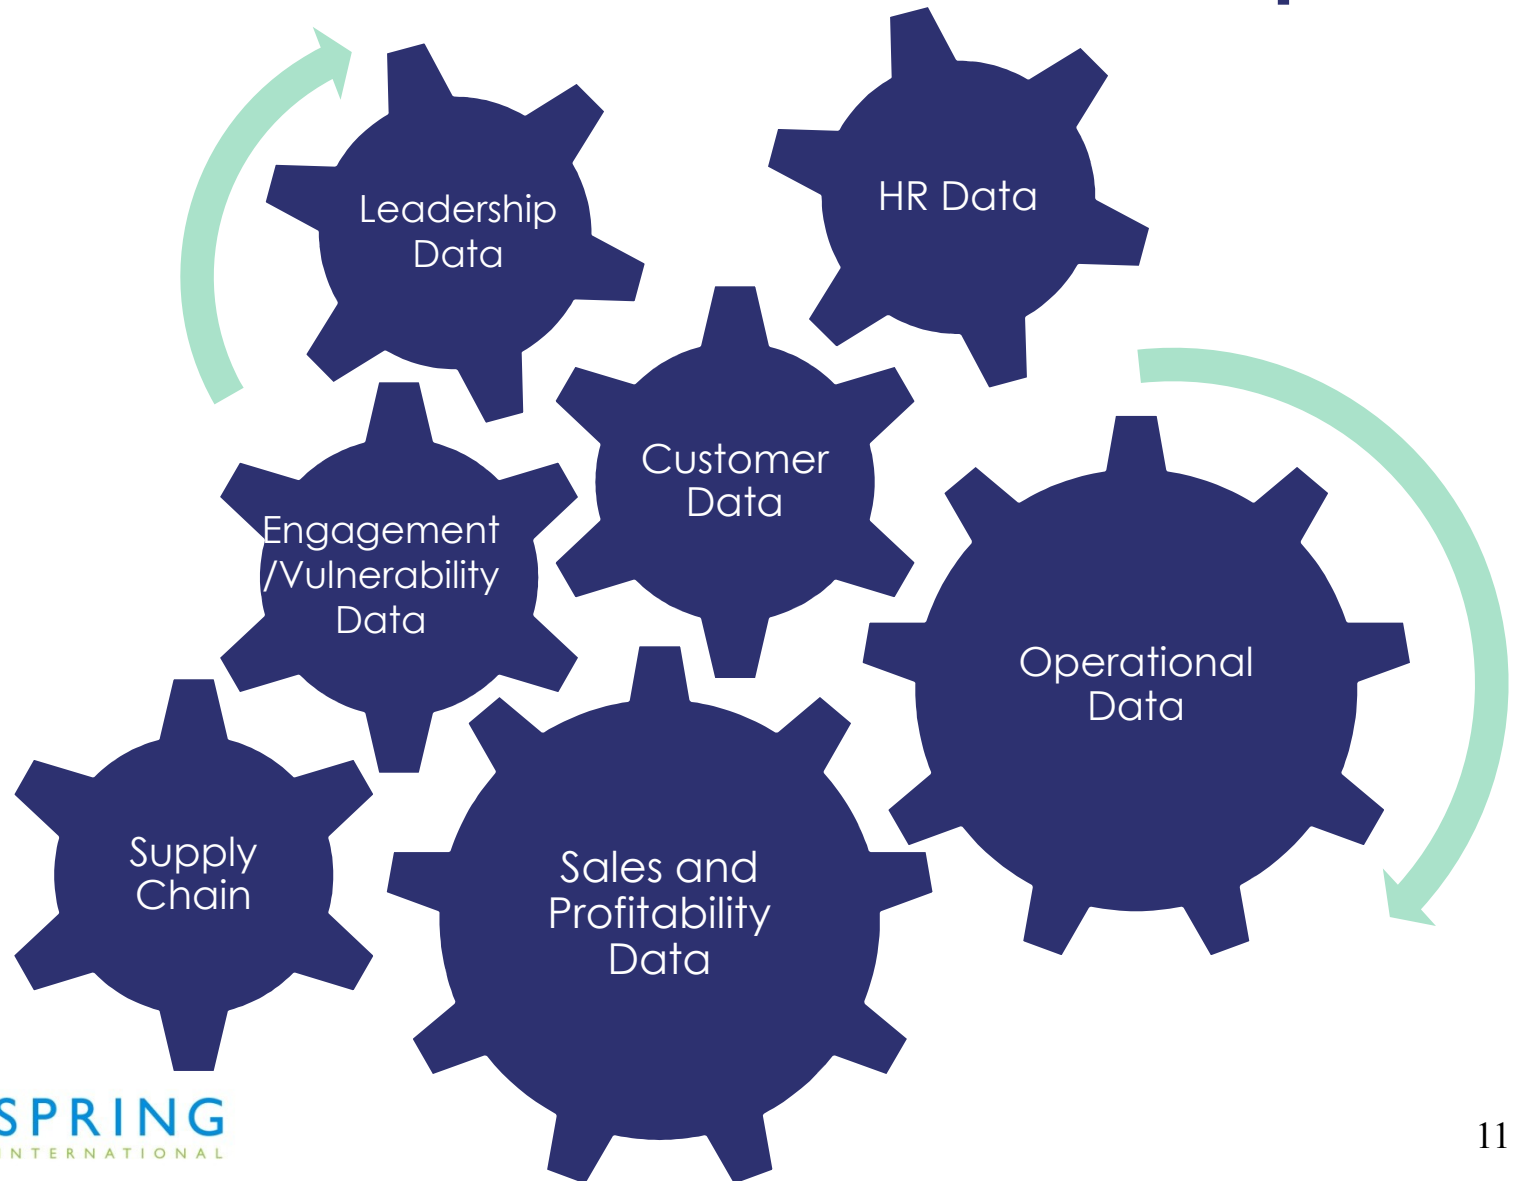 Leadership
Data
HR Data
Customer
Data
Engagement
/Vulnerability
Data
Operational
Data
Supply
Chain
Sales and
Profitability
Data
SPRING
INTERNATIONAL
11